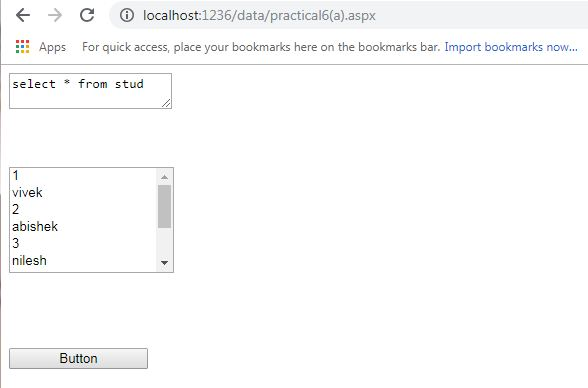 localhost:1236/data/practical6(a).aspx
Apps For quick access, place your bookmarks here on the bookmarks bar. Import bookmarks now...
select * from stud
1
vivek
2
abishek
3
nilesh
Button